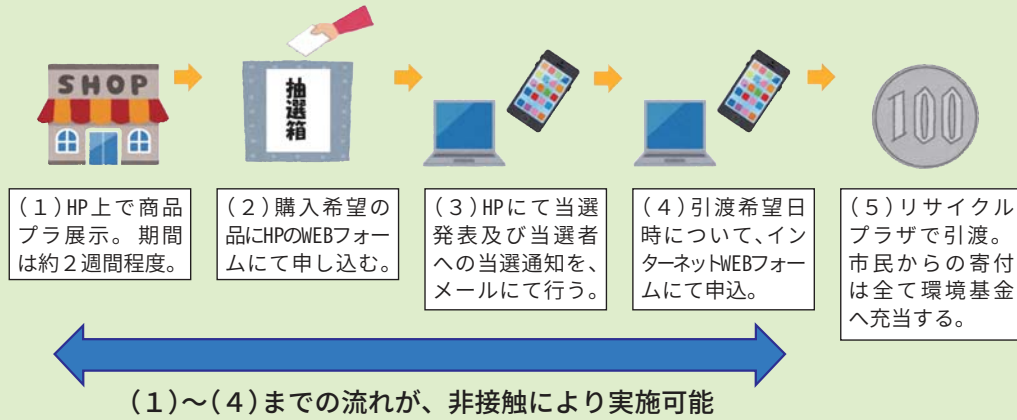 SHOP
抽選箱
100
(1)HP上で商品
プラ展示。期間
は約2週間程度。
(2)購入希望の
品にHPのWEBフォー
ムにて申し込む。
(3)HPにて当選
発表及び当選者
への当選通知を、
メールにて行う。
(4)引渡希望日
時について、イン
ターネットWEBフォー
ムにて申込。
(5)リサイクル
プラザで引渡。
市民からの寄付
は全て環境基金
へ充当する。
(1)~(4)までの流れが、非接触により実施可能